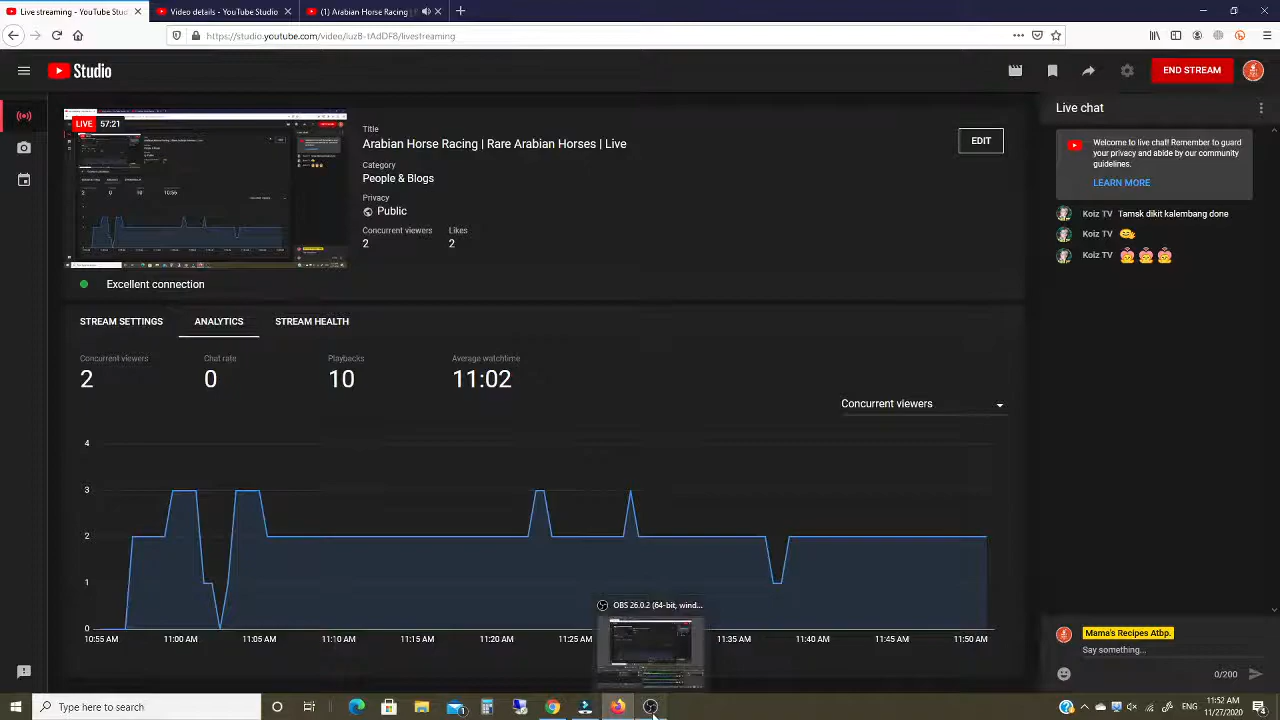 Live streaming - YouTube Studio
Video details - YouTube Studio
(1) Arabian Horse Racing
https://studio.youtube.com/video/luzB-tAdDF8/livestreaming
Studio
END STREAM
LIVE 57:21
Title
Arabian Horse Racing | Rare Arabian Horses | Live
EDIT
Category
People & Blogs
Privacy
Public
Concurrent viewers
Likes
2
2
Excellent connection
STREAM SETTINGS
ANALYTICS
STREAM HEALTH
Concurrent viewers
Chat rate
Playbacks
Average watchtime
2
0
10
11:02
Concurrent viewers
4
3
2
1
0
10:55 AM
11:00 AM
11:05 AM
11:10 AM
11:15 AM
11:20 AM
11:25 AM
11:35 AM
11:40 AM
11:45 AM
11:50 AM
OBS 26.0.2 (64-bit, wind...
Live chat
Welcome to live chat! Remember to guard
your privacy and abide by our community
guidelines.
LEARN MORE
Koiz TV Tamsk dikit kalembang done
Koiz TV
Koiz TV
Mama's Recipes Atbp.
Say something...
0/200
Type here to search
11:52 AM
11/27/2020